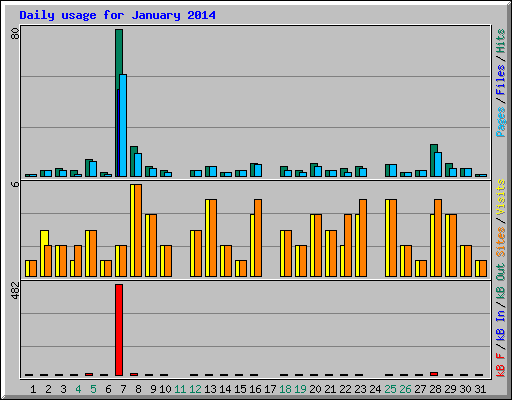 Daily usage for January 2014
80
Pages/Files/Hits
6
Sites/Visits
482
kB F/kB In/kB Out
1 2 3 4 5 6 7 8 9 10 11 12 13 14 15 16 17 18 19 20 21 22 23 24 25 26 27 28 29 30 31